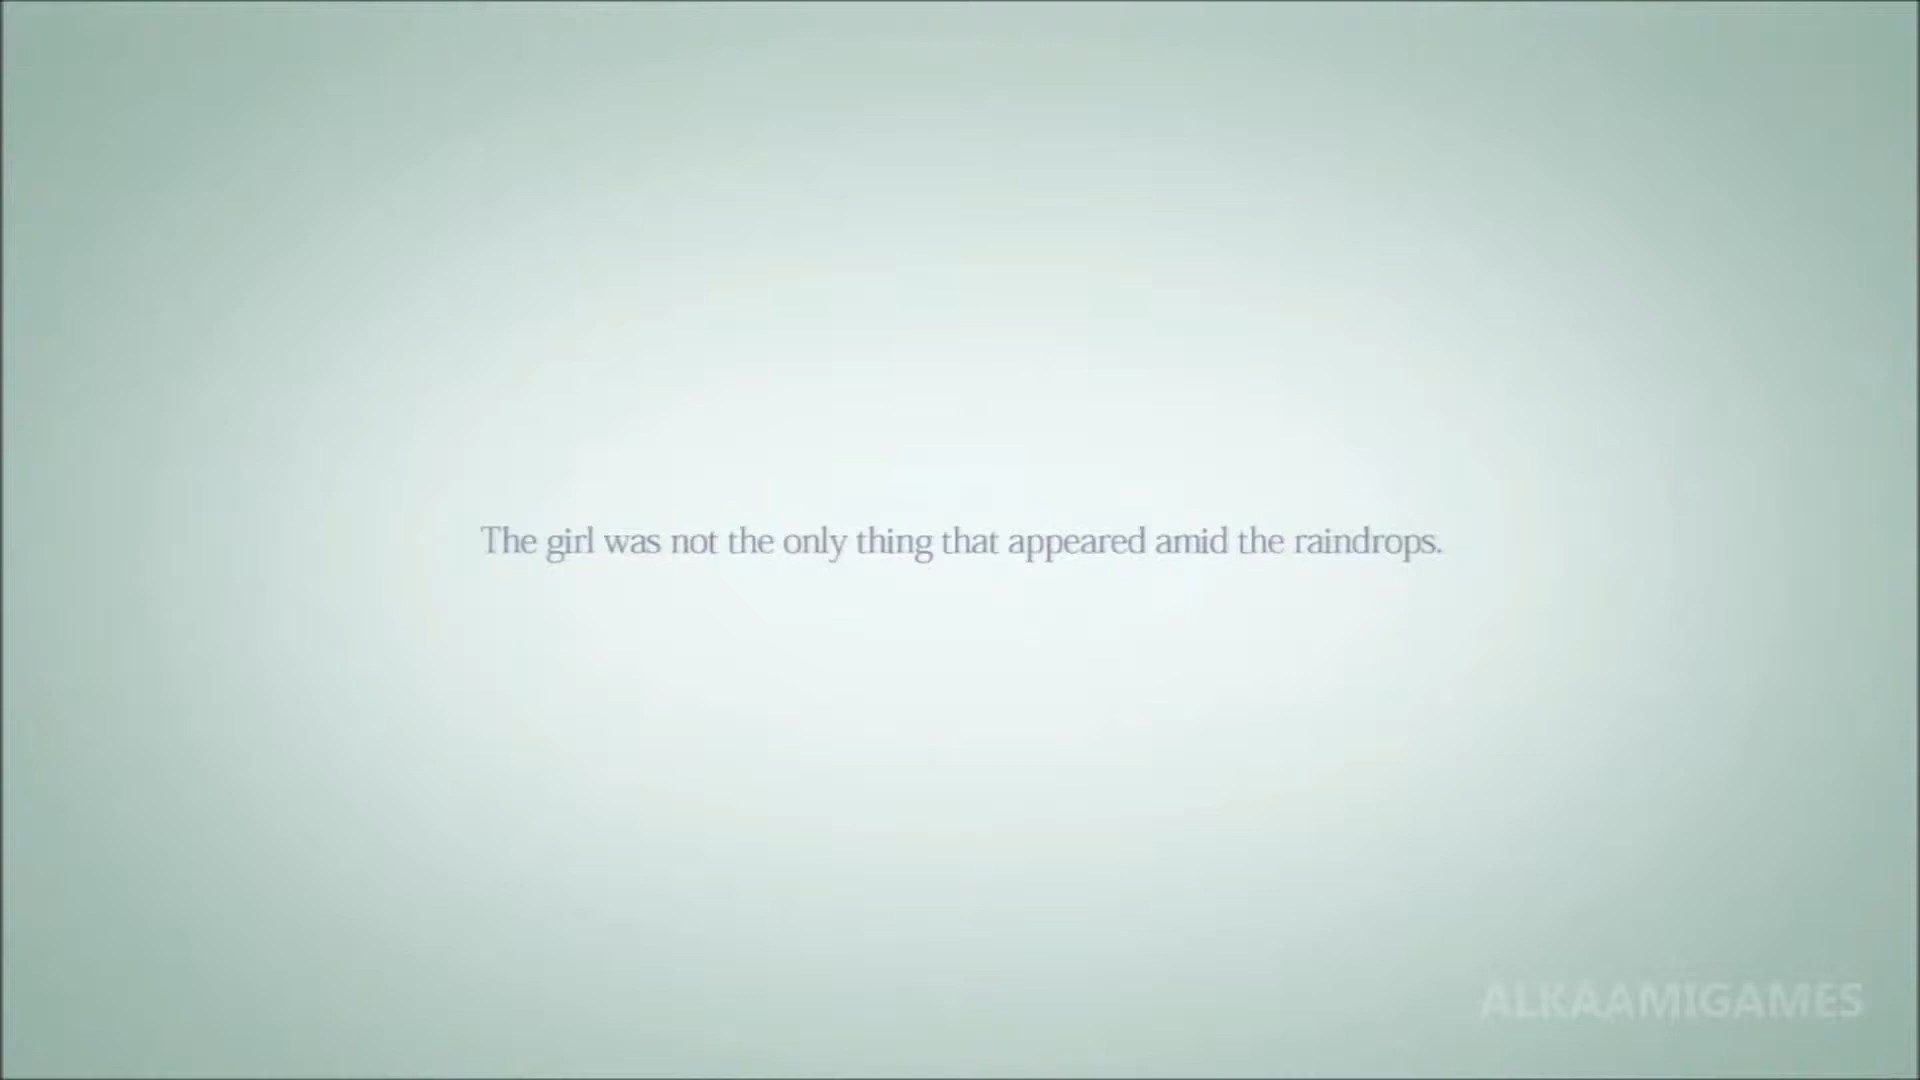 The girl was not the only thing that appeared amid the raindrops.
ALKAAMIGAMES